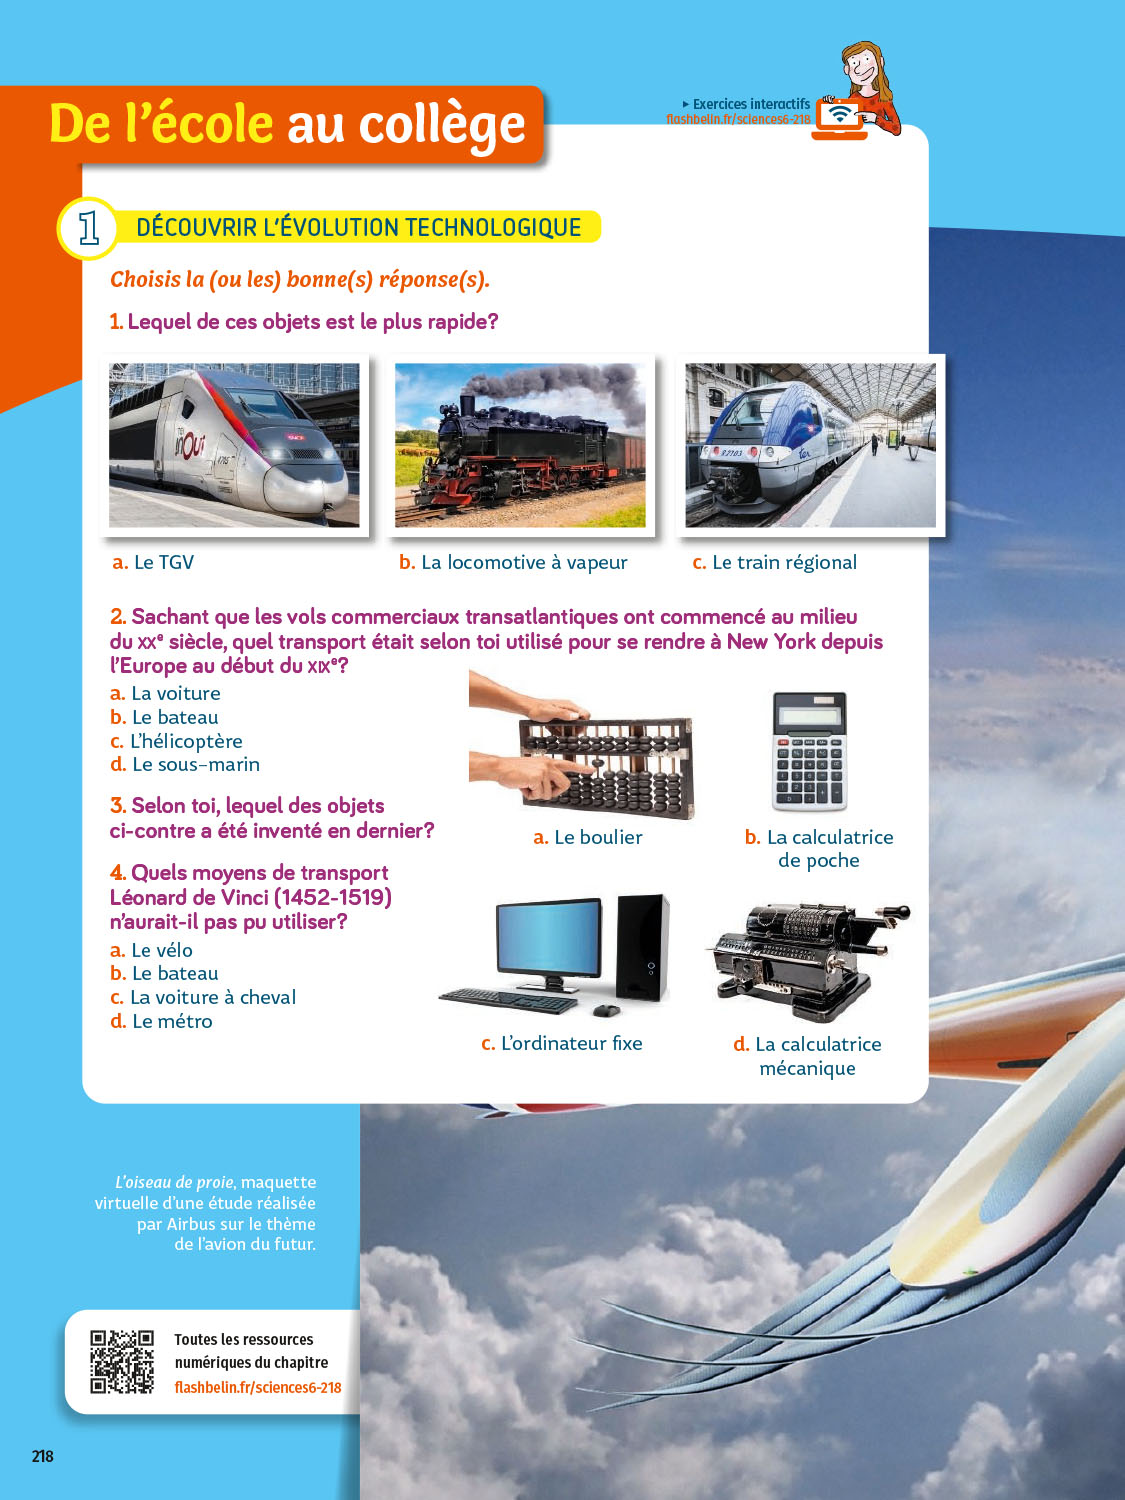 De l'école au collège
▸ Exercices interactifs
flashbelin.fr/sciences6-218
1
DÉCOUVRIR L'ÉVOLUTION TECHNOLOGIQUE
Choisis la (ou les) bonne(s) réponse(s).
1. Lequel de ces objets est le plus rapide?
inOUI
SNCF
ter
a. Le TGV
b. La locomotive à vapeur
c. Le train régional
2. Sachant que les vols commerciaux transatlantiques ont commencé au milieu
du XXe siècle, quel transport était selon toi utilisé pour se rendre à New York depuis
l'Europe au début du XIXe?
a. La voiture
b. Le bateau
c. L'hélicoptère
d. Le sous-marin
3. Selon toi, lequel des objets
ci-contre a été inventé en dernier?
a. Le boulier
b. La calculatrice
de poche
4. Quels moyens de transport
Léonard de Vinci (1452-1519)
n'aurait-il pas pu utiliser?
a. Le vélo
b. Le bateau
c. La voiture à cheval
d. Le métro
c. L'ordinateur fixe
d. La calculatrice
mécanique
L'oiseau de proie, maquette
virtuelle d'une étude réalisée
par Airbus sur le thème
de l'avion du futur.
Toutes les ressources
numériques du chapitre
flashbelin.fr/sciences6-218
218